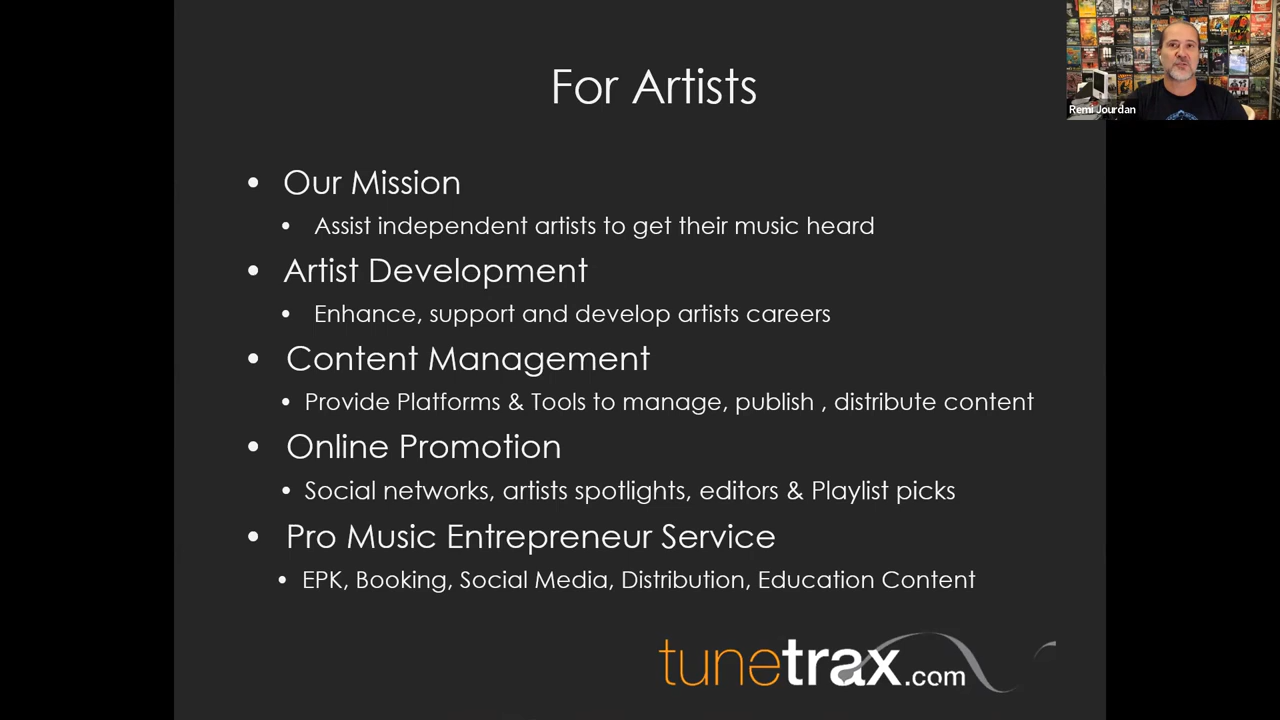 For Artists
Remi Jourdan
• Our Mission
• Assist independent artists to get their music heard
• Artist Development
• Enhance, support and develop artists careers
• Content Management
• Provide Platforms & Tools to manage, publish , distribute content
• Online Promotion
• Social networks, artists spotlights, editors & Playlist picks
• Pro Music Entrepreneur Service
• EPK, Booking, Social Media, Distribution, Education Content
tunetrax.com